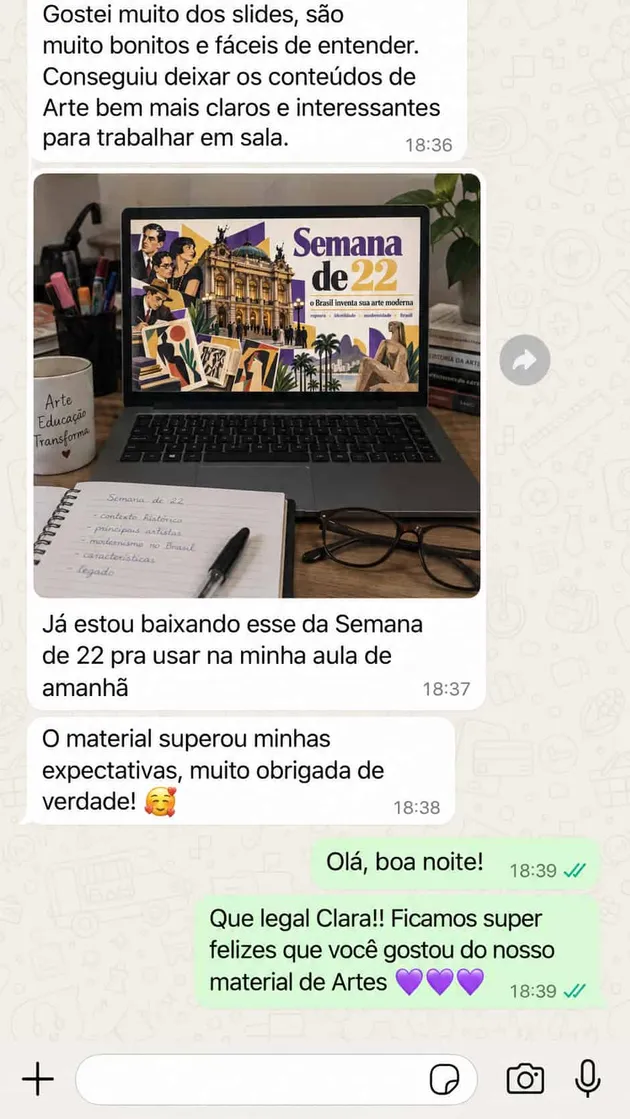 Gostei muito dos slides, são
muito bonitos e fáceis de entender.
Conseguiu deixar os conteúdos de
Arte bem mais claros e interessantes
para trabalhar em sala.
18:36
Semana
de 22
o Brasil inventa sua arte moderna
modernidade
Brasil
Arte
Educação
Transforma
Semana de 22
- contexto histórico
- principais artistas
- modernismo no Brasil
- características
- legado
Já estou baixando esse da Semana
de 22 pra usar na minha aula de
amanhã
18:37
O material superou minhas
expectativas, muito obrigada de
verdade! 🥰
18:38
Olá, boa noite!
18:39
Que legal Clara!! Ficamos super
felizes que você gostou do nosso
material de Artes 💜💜💜
18:39